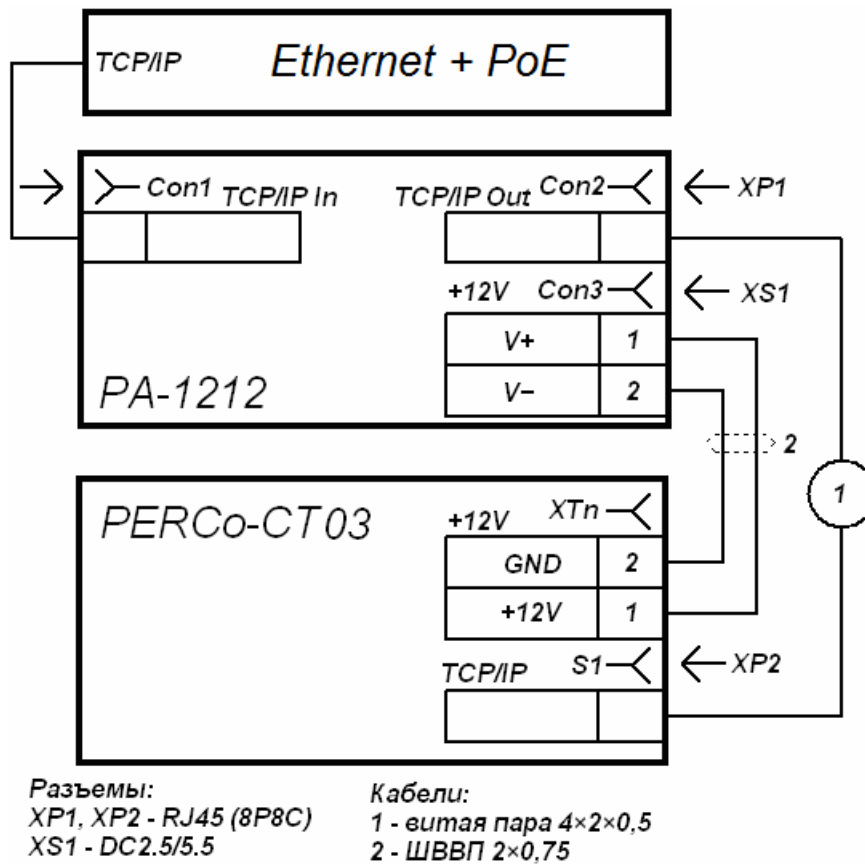 TCP/IP Ethernet + PoE
Con1 TCP/IP In TCP/IP Out Con2 XP1
+12V Con3 XS1
V+ 1
V− 2
PA-1212
2
1
PERCo-CT03 +12V XTn
GND 2
+12V 1
TCP/IP S1 XP2
Разъемы:
XP1, XP2 - RJ45 (8P8C)
XS1 - DC2.5/5.5
Кабели:
1 - витая пара 4×2×0,5
2 - ШВВП 2×0,75